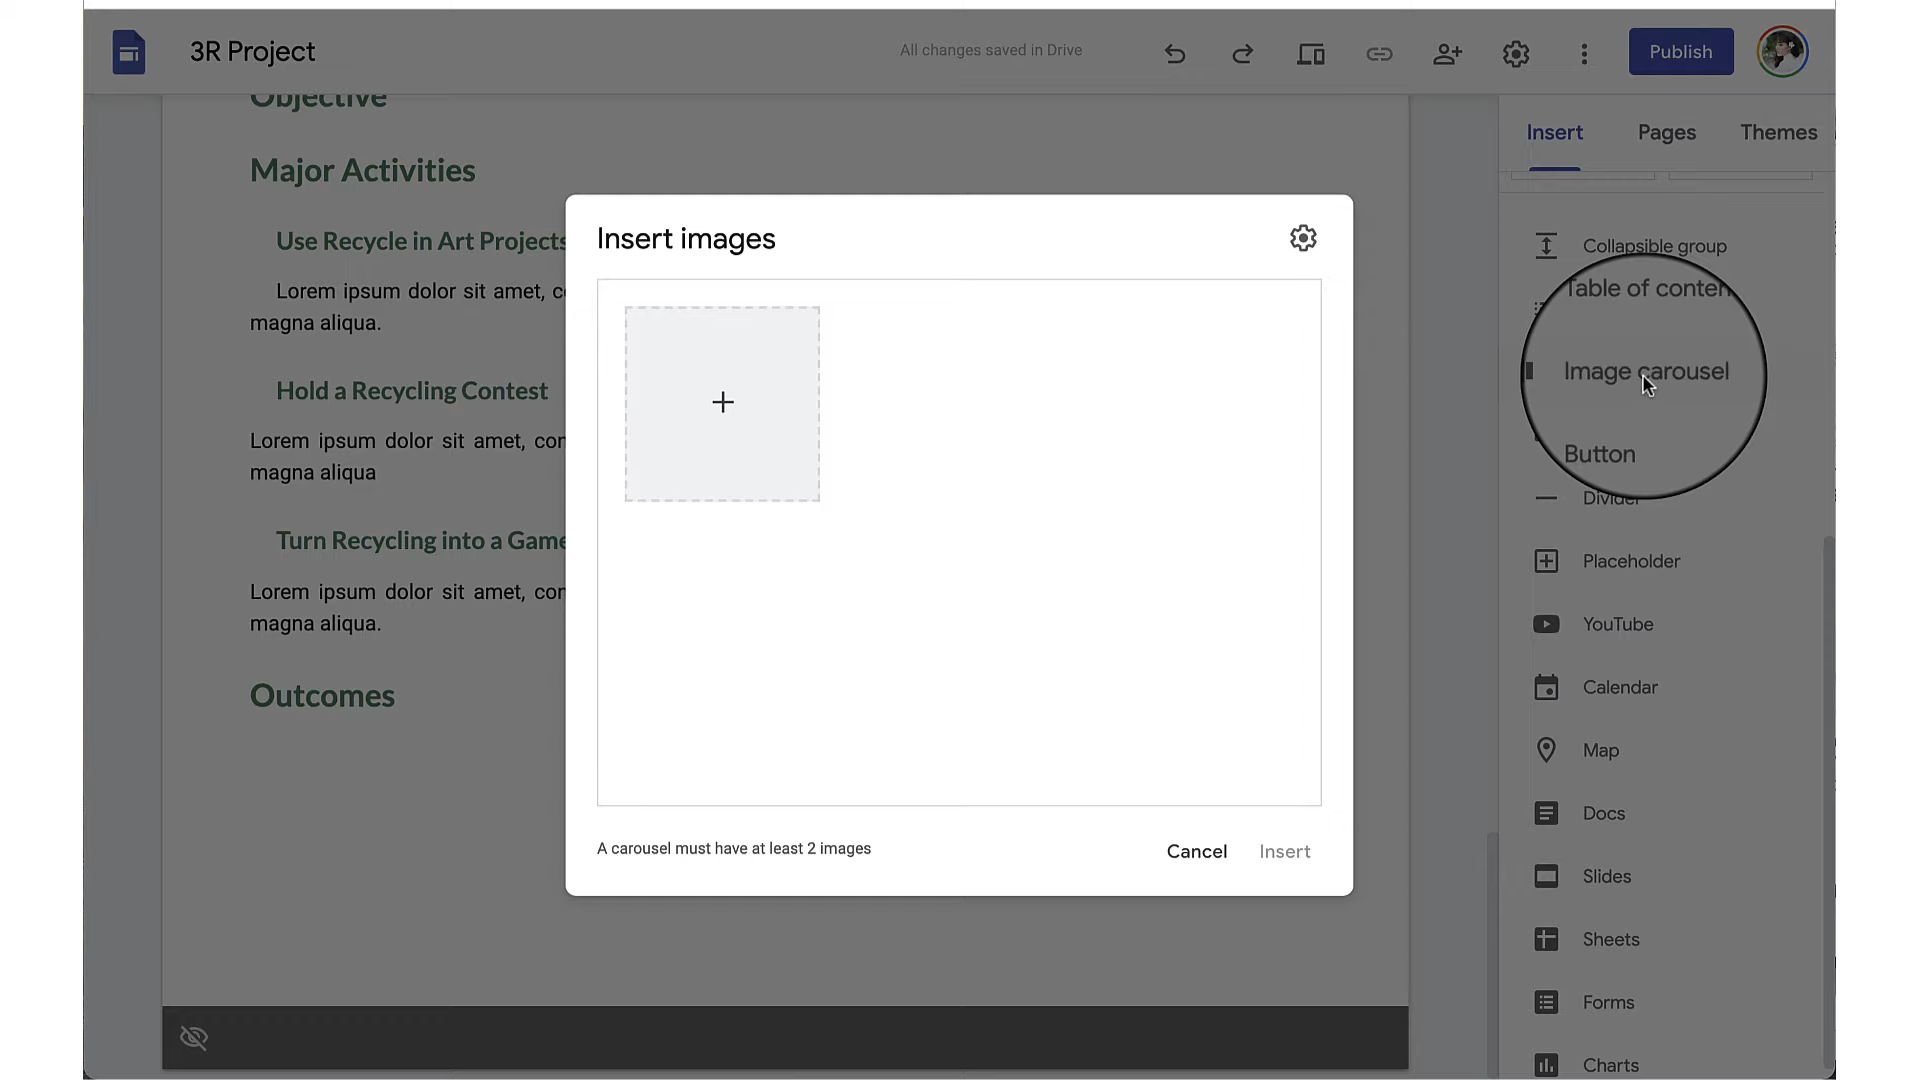 3R Project
All changes saved in Drive
Publish
Objective
Major Activities
Use Recycle in Art Projects
Lorem ipsum dolor sit amet,
magna aliqua.
Hold a Recycling Contest
Lorem ipsum dolor sit amet,
magna aliqua
Turn Recycling into a Game
Lorem ipsum dolor sit amet,
magna aliqua.
Outcomes
Insert images
A carousel must have at least 2 images
Cancel
Insert
Insert
Pages
Themes
Collapsible group
Table of conten
Image carousel
Button
Divider
Placeholder
YouTube
Calendar
Map
Docs
Slides
Sheets
Forms
Charts